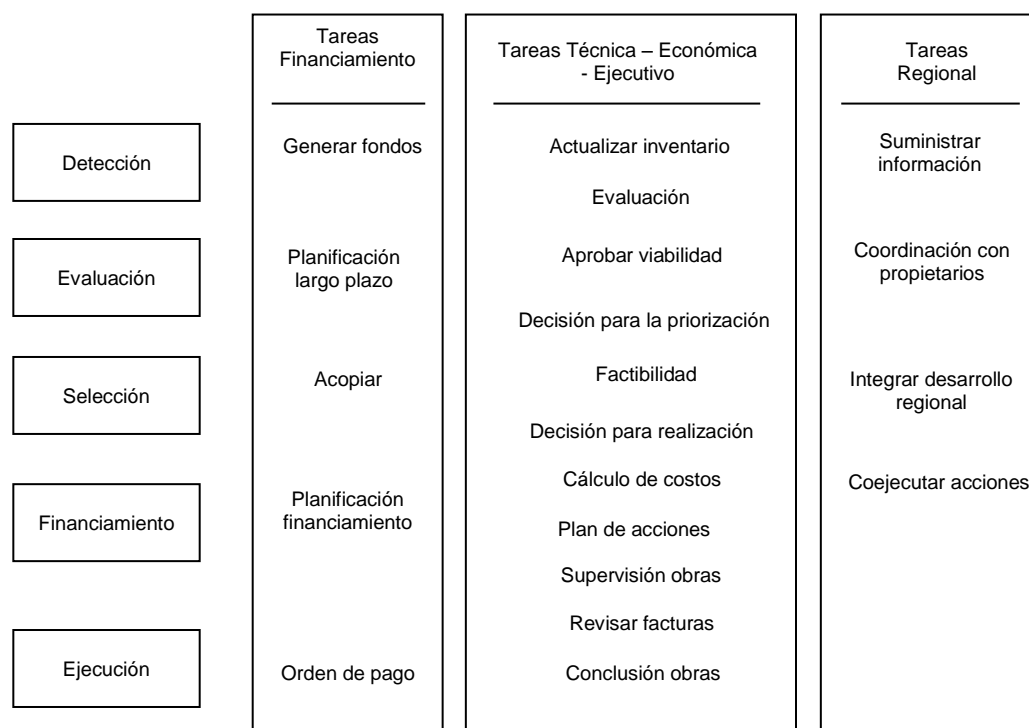 Tareas
Financiamiento
Tareas Técnica – Económica
- Ejecutivo
Tareas
Regional
Detección
Generar fondos
Actualizar inventario
Suministrar
información
Evaluación
Evaluación
Planificación
largo plazo
Aprobar viabilidad
Coordinación con
propietarios
Decisión para la priorización
Selección
Acopiar
Factibilidad
Integrar desarrollo
regional
Decisión para realización
Financiamiento
Planificación
financiamiento
Cálculo de costos
Coejecutar acciones
Plan de acciones
Supervisión obras
Revisar facturas
Ejecución
Orden de pago
Conclusión obras